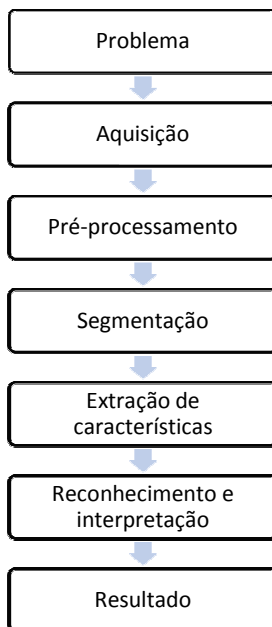 Problema
Aquisição
Pré-processamento
Segmentação
Extração de
características
Reconhecimento e
interpretação
Resultado